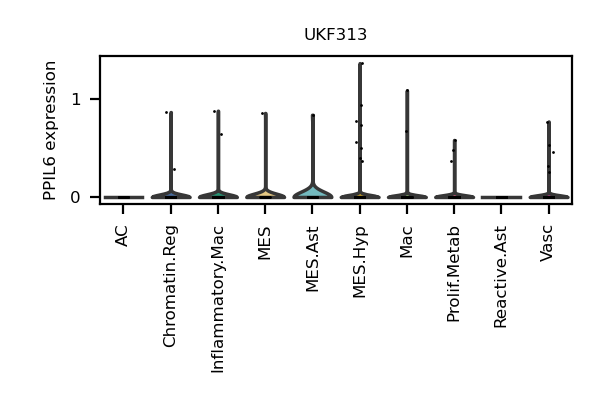 UKF313
PPIL6 expression
1
0
AC
Chromatin.Reg
Inflammatory.Mac
MES
MES.Ast
MES.Hyp
Mac
Prolif.Metab
Reactive.Ast
Vasc